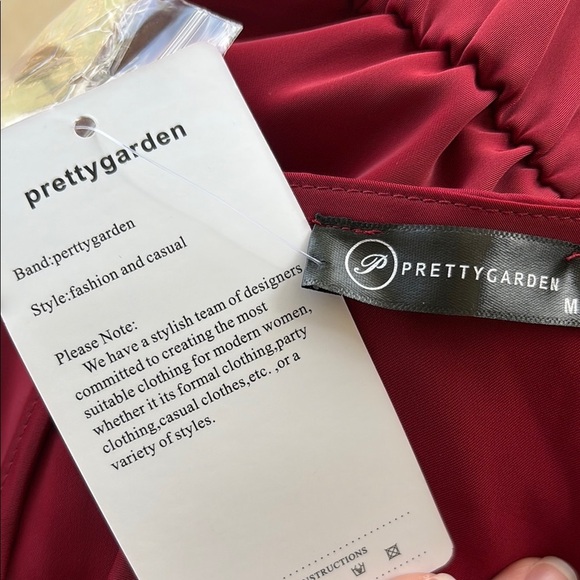 prettygarden
Band:perttygarden
Style:fashion and casual
Please Note:
We have a stylish team of designers
committed to creating the most
suitable clothing for modern women,
whether it its formal clothing,party
clothing,casual clothes,etc. ,or a
variety of styles.
INSTRUCTIONS
P PRETTYGARDEN
M